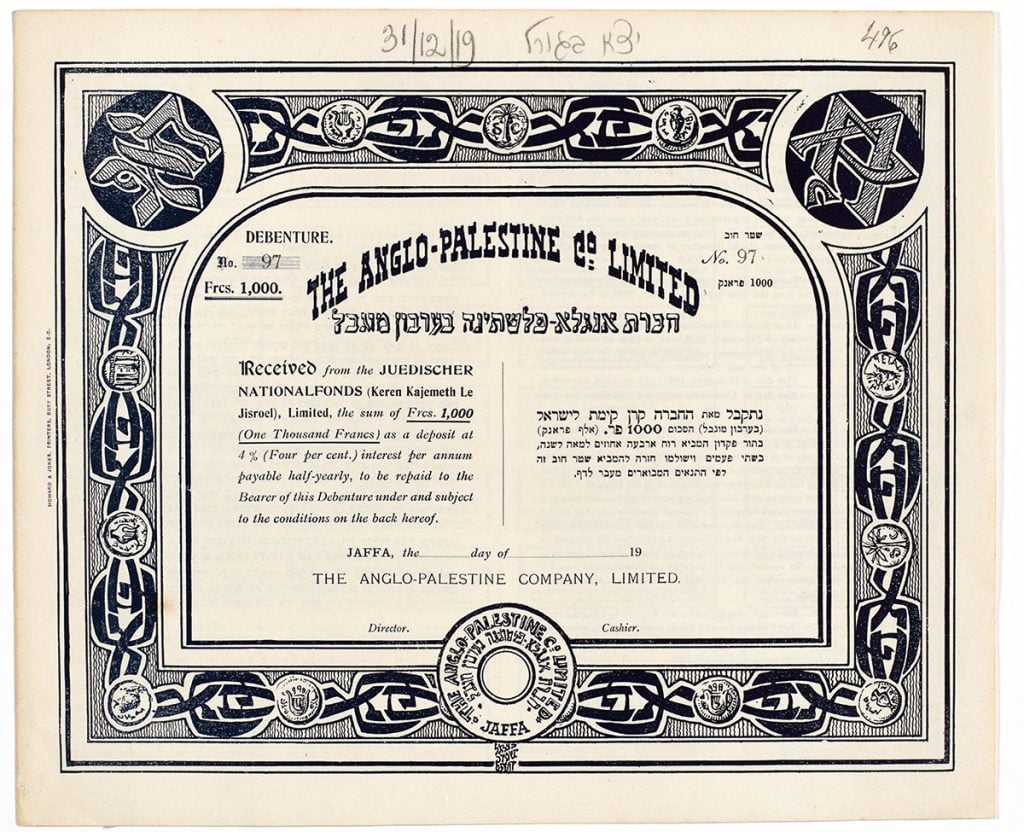 31/12/19 יצא בגורל 496
DEBENTURE.
No. 97
Frcs. 1,000.
THE ANGLO-PALESTINE Cº LIMITED
שטר חוב
No. 97
1000 פראנק
חברת אנגלא-פלשתינה בערבון מוגבל
Received from the JUEDISCHER
NATIONALFONDS (Keren Kajemeth Le
Jisroel), Limited, the sum of Frcs. 1,000
(One Thousand Francs) as a deposit at
4% (Four per cent.) interest per annum
payable half-yearly, to be repaid to the
Bearer of this Debenture under and subject
to the conditions on the back hereof.
נתקבל מאת החברה קרן קימת לישראל
(בערבון מוגבל) הסכום 1000 פר. (אלף פראנק)
בתור פקדון המביא רוח ארבעה אחוזים למאה לשנה,
בשתי פעמים וישולמו חזרה להמביא שטר חוב זה
לפי התנאים המבוארים מעבר לדף.
JAFFA, the day of 19
THE ANGLO-PALESTINE COMPANY, LIMITED.
Director. Cashier.
THE ANGLO-PALESTINE Cº LIMITED
JAFFA
HOWARD & JONES, PRINTERS, BURY STREET, LONDON, E.C.